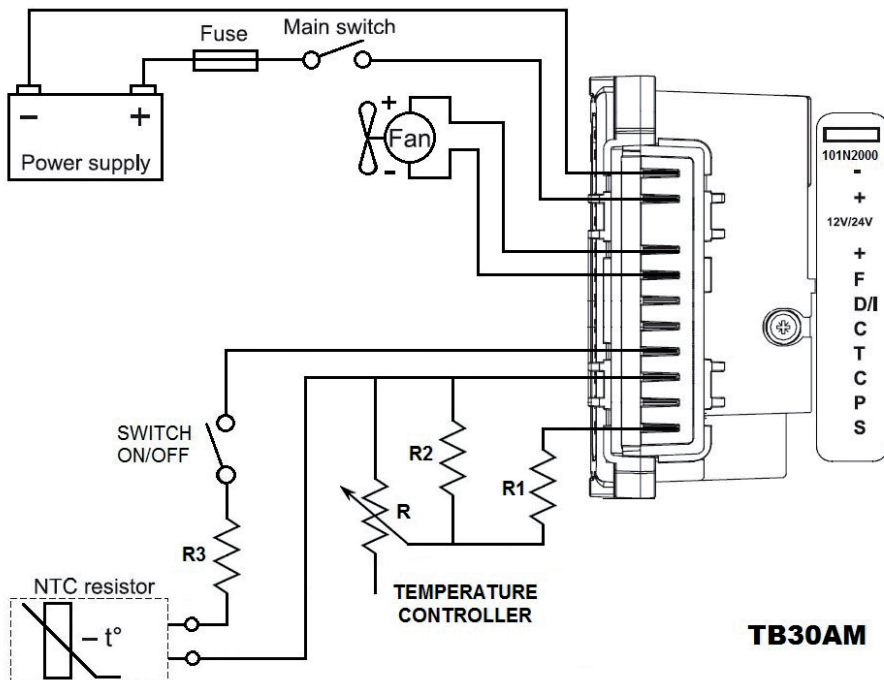 Fuse
Main switch
−
+
Power supply
+
Fan
-
101N2000
-
+
12V/24V
+
F
D/I
C
T
C
P
S
SWITCH
ON/OFF
R2
R1
R
R3
NTC resistor
– t°
TEMPERATURE
CONTROLLER
TB30AM